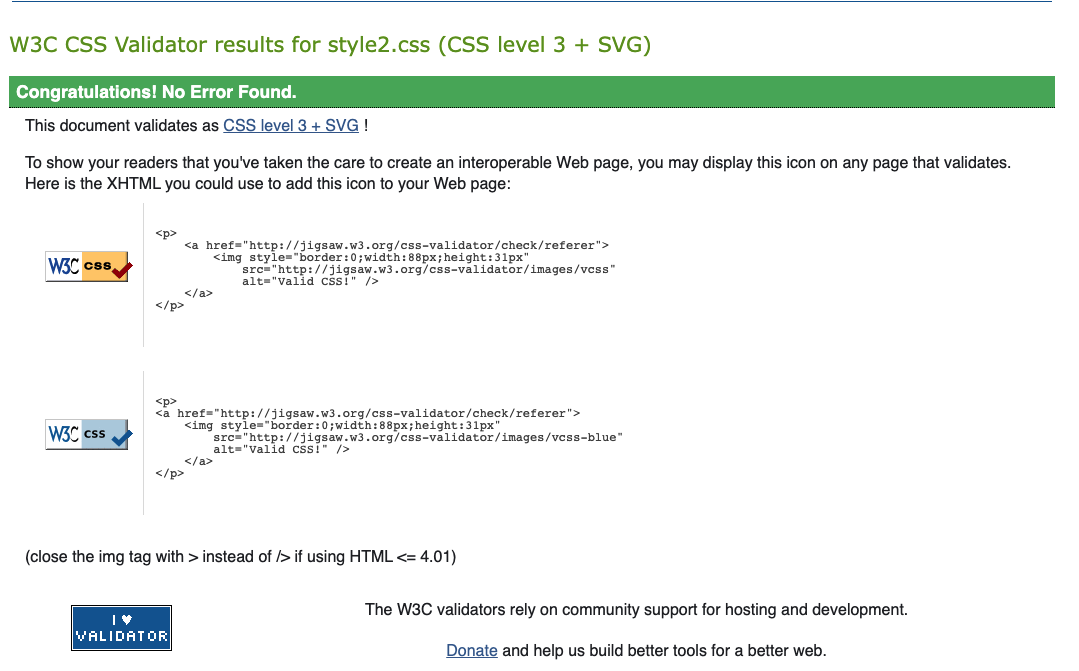 W3C CSS Validator results for style2.css (CSS level 3 + SVG)
Congratulations! No Error Found.
This document validates as CSS level 3 + SVG !
To show your readers that you've taken the care to create an interoperable Web page, you may display this icon on any page that validates.
Here is the XHTML you could use to add this icon to your Web page:
W3C css
<p>
    <a href="http://jigsaw.w3.org/css-validator/check/referer">
        <img style="border:0;width:88px;height:31px"
            src="http://jigsaw.w3.org/css-validator/images/vcss"
            alt="Valid CSS!" />
    </a>
</p>
W3C css
<p>
<a href="http://jigsaw.w3.org/css-validator/check/referer">
    <img style="border:0;width:88px;height:31px"
        src="http://jigsaw.w3.org/css-validator/images/vcss-blue"
        alt="Valid CSS!" />
    </a>
</p>
(close the img tag with > instead of /> if using HTML <= 4.01)
I ♥
VALIDATOR
The W3C validators rely on community support for hosting and development.
Donate and help us build better tools for a better web.